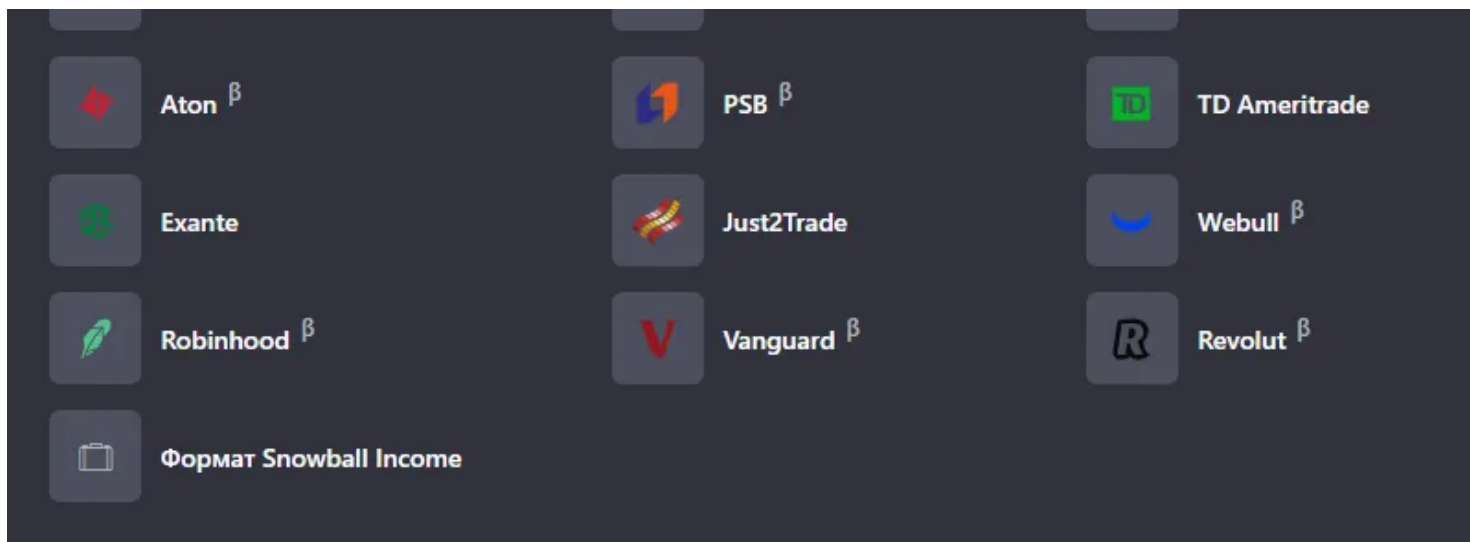 Aton β
PSB β
TD Ameritrade
Exante
Just2Trade
Webull β
Robinhood β
Vanguard β
Revolut β
Формат Snowball Income